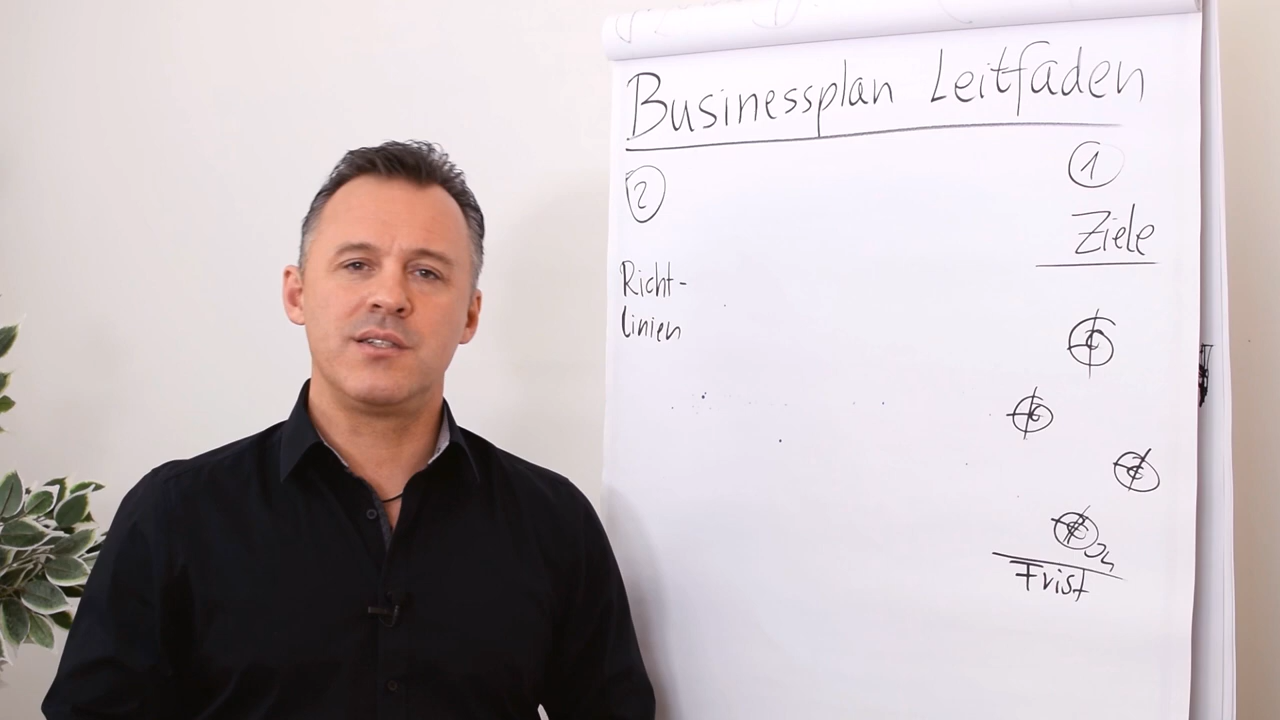 Businessplan Leitfaden
2
1
Ziele
Richt-
linien
€
€
€
Frist